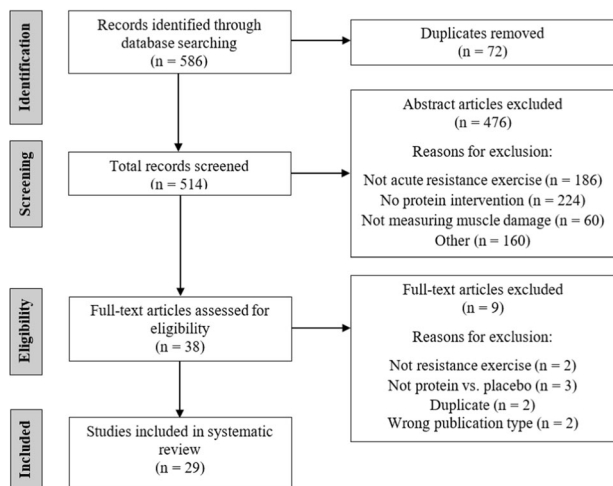 Identification
Records identified through
database searching
(n = 586)
Duplicates removed
(n = 72)
Screening
Total records screened
(n = 514)
Abstract articles excluded
(n = 476)
Reasons for exclusion:
Not acute resistance exercise (n = 186)
No protein intervention (n = 224)
Not measuring muscle damage (n = 60)
Other (n = 160)
Eligibility
Full-text articles assessed for
eligibility
(n = 38)
Full-text articles excluded
(n = 9)
Reasons for exclusion:
Not resistance exercise (n = 2)
Not protein vs. placebo (n = 3)
Duplicate (n = 2)
Wrong publication type (n = 2)
Included
Studies included in systematic
review
(n = 29)